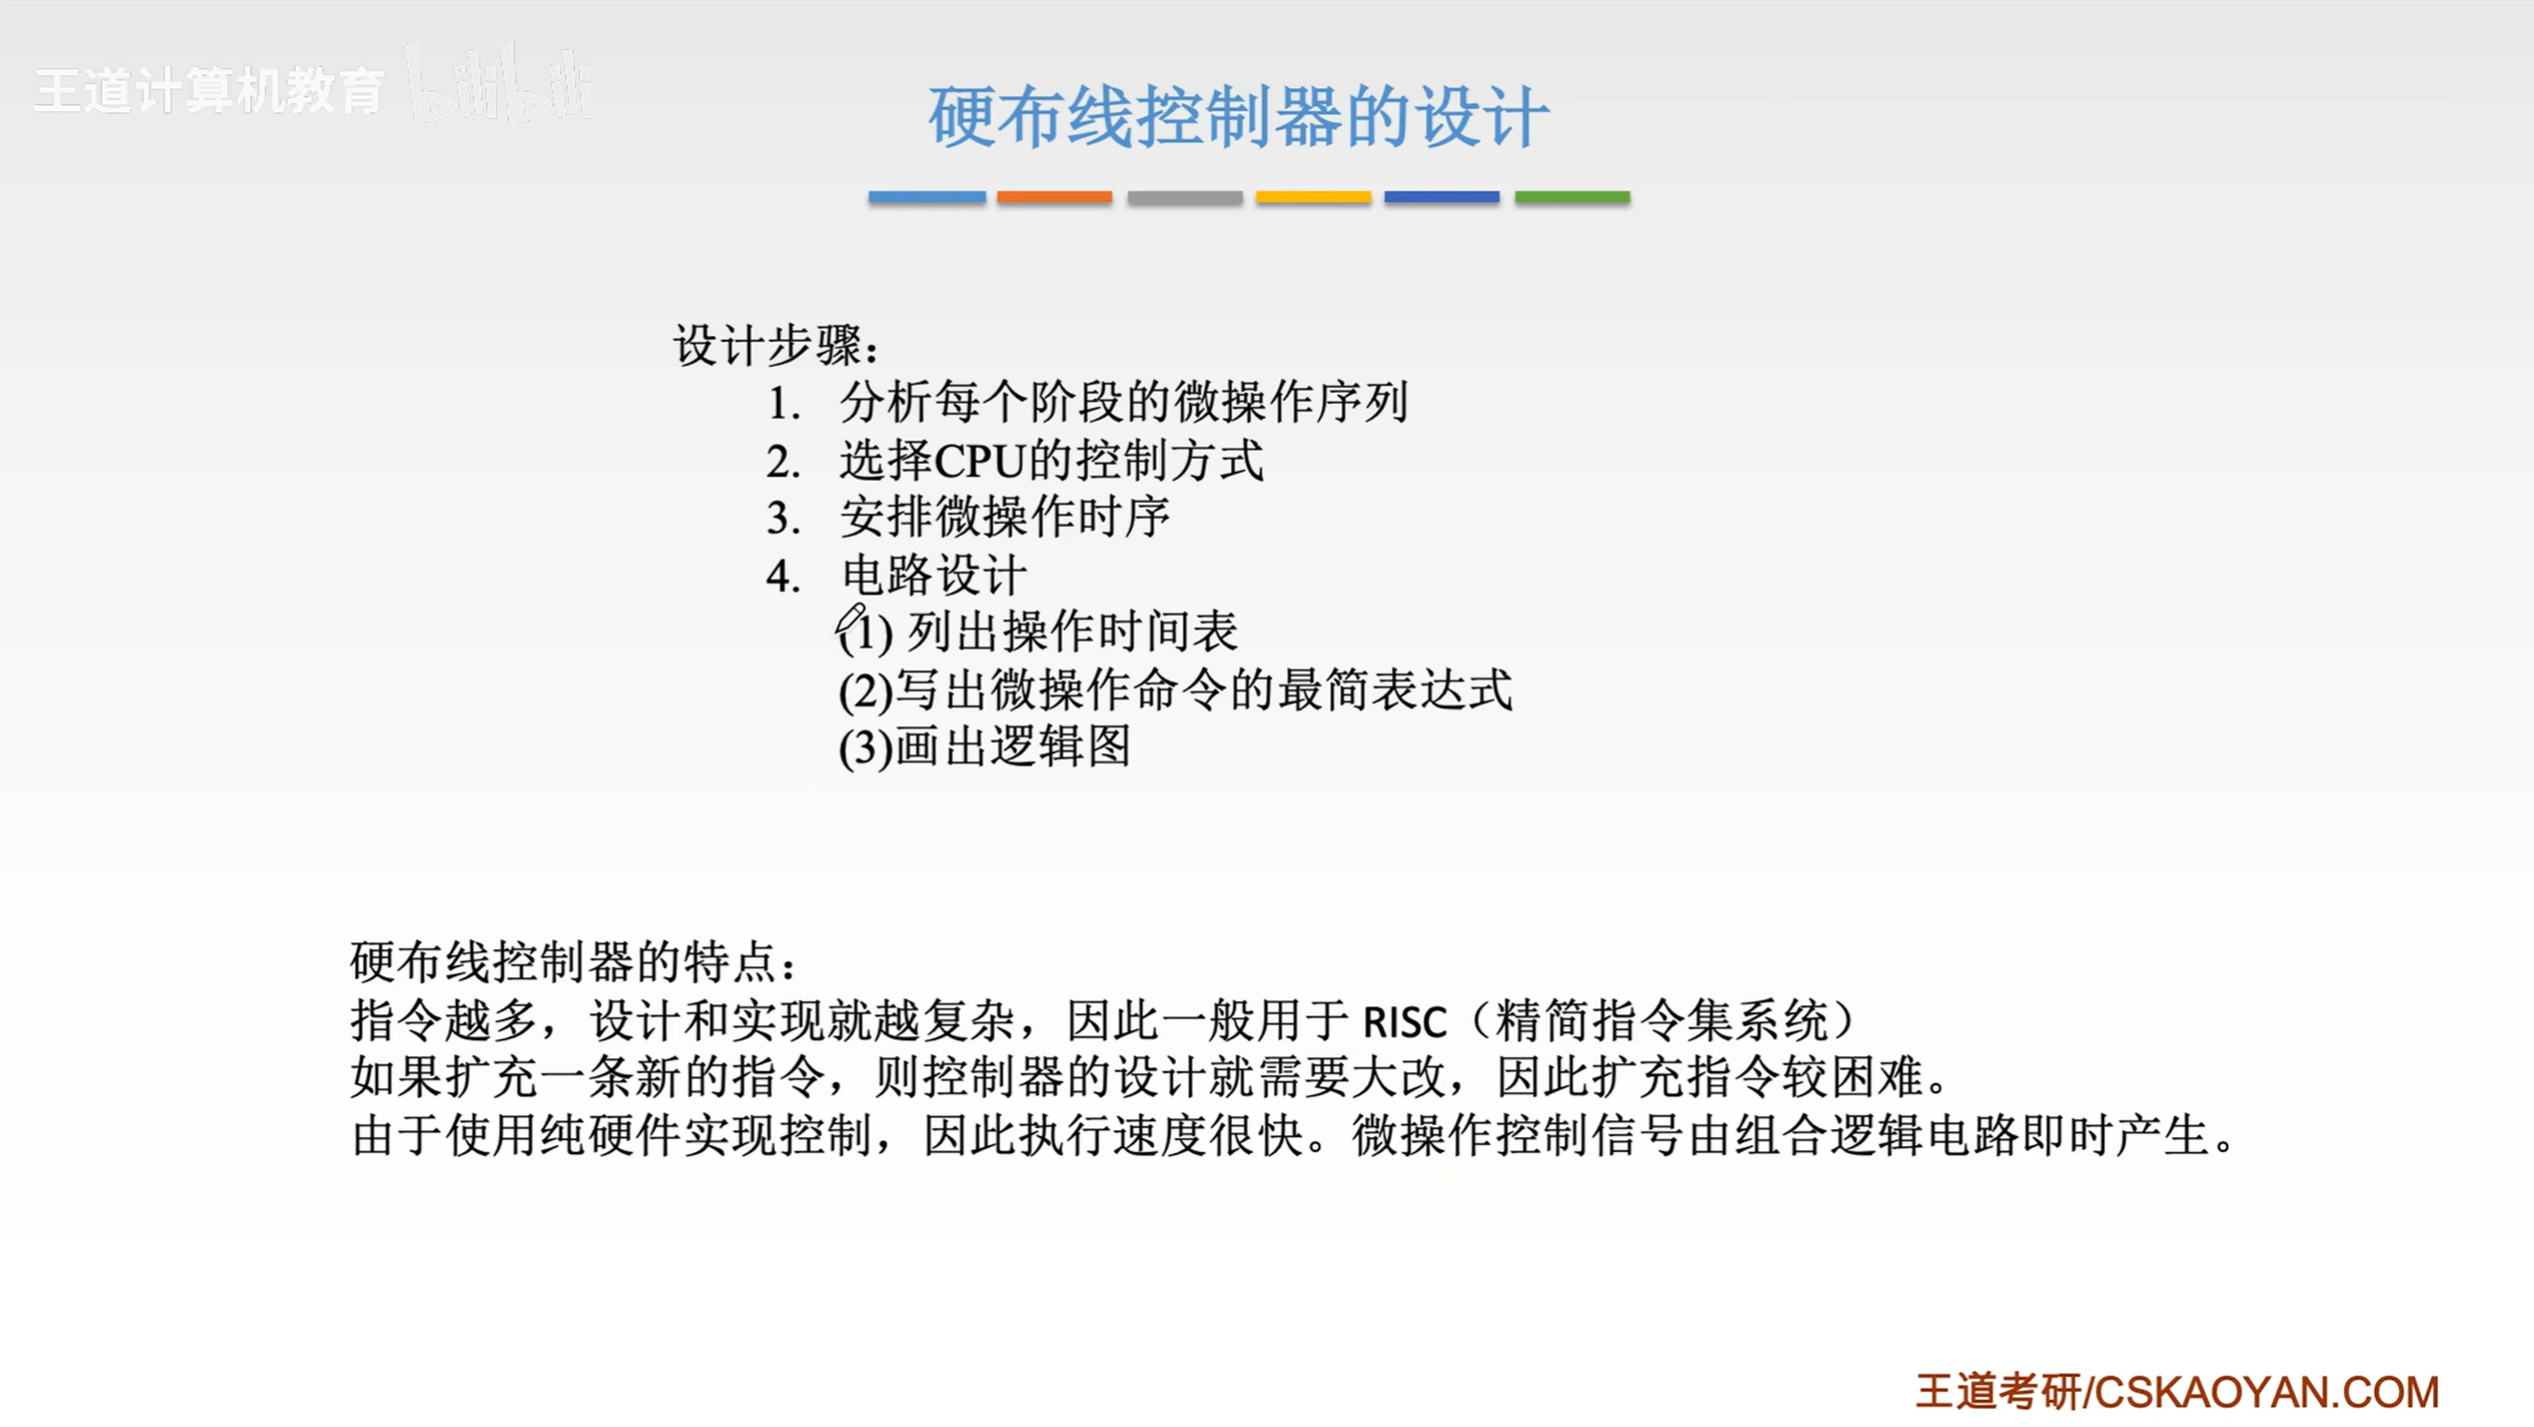 王道计算机教育 bilibili
硬布线控制器的设计
设计步骤：
1. 分析每个阶段的微操作序列
2. 选择CPU的控制方式
3. 安排微操作时序
4. 电路设计
(1) 列出操作时间表
(2)写出微操作命令的最简表达式
(3)画出逻辑图
硬布线控制器的特点：
指令越多，设计和实现就越复杂，因此一般用于 RISC（精简指令集系统）
如果扩充一条新的指令，则控制器的设计就需要大改，因此扩充指令较困难。
由于使用纯硬件实现控制，因此执行速度很快。微操作控制信号由组合逻辑电路即时产生。
王道考研/CSKAOYAN.COM